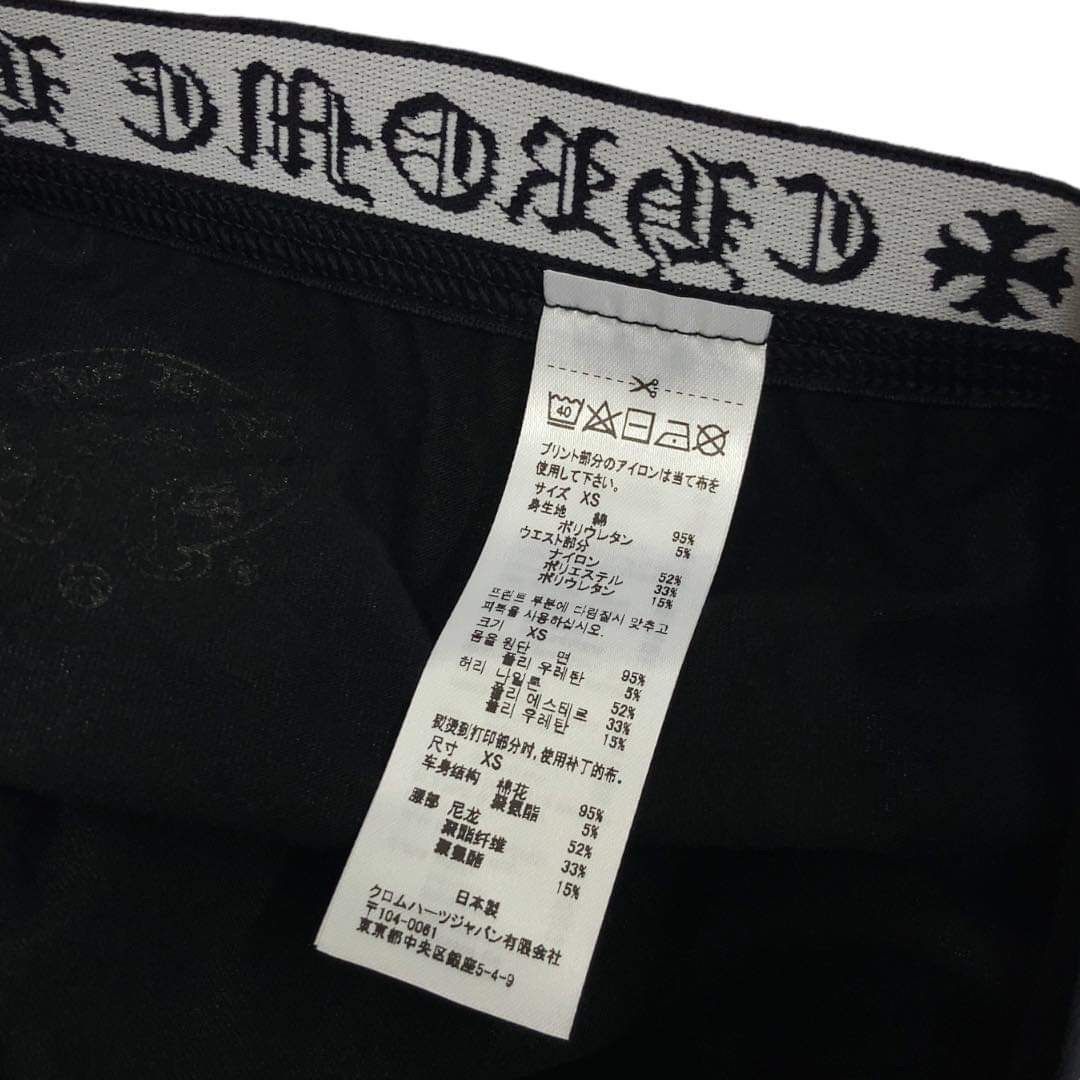 CHROME
40
プリント部分のアイロンは当て布を
使用して下さい。
サイズ XS
身生地 綿 95%
ポリウレタン 5%
ウエスト部分
ナイロン 52%
ポリエステル 33%
ポリウレタン 15%
프린트 부분에 다림질시 맞추고
피복을 사용하십시오.
크기 XS
몸을 원단 면 95%
폴리 우레탄 5%
허리 나일론 52%
폴리 에스테르 33%
폴리 우레탄 15%
熨烫到打印部分时,使用补丁的布。
尺寸 XS
车身结构 棉花 95%
聚氨酯 5%
腰部 尼龙 52%
聚酯纤维 33%
聚氨酯 15%
日本製
クロムハーツジャパン有限会社
〒104-0061
東京都中央区銀座5-4-9